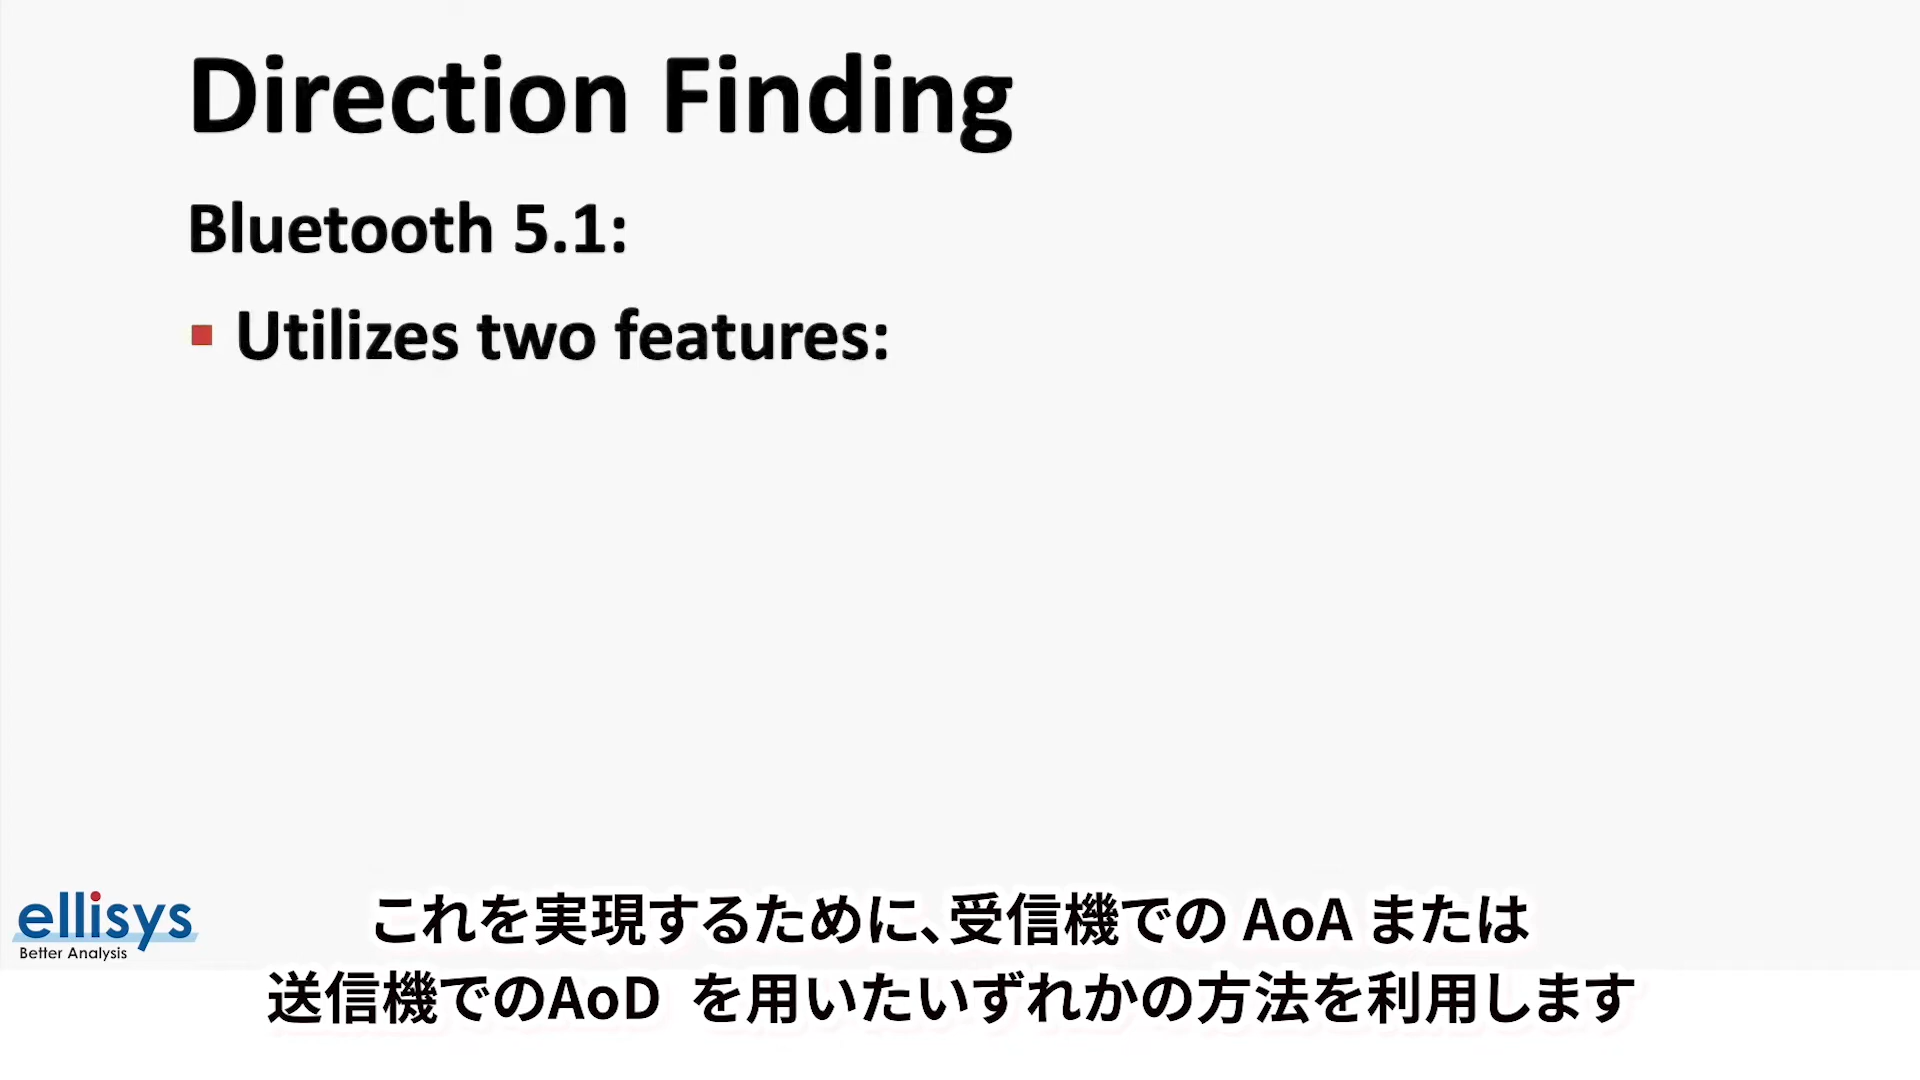 Direction Finding
Bluetooth 5.1:
Utilizes two features:
ellisys
Better Analysis
これを実現するために、受信機での AoA または
送信機でのAoD を用いたいずれかの方法を利用します